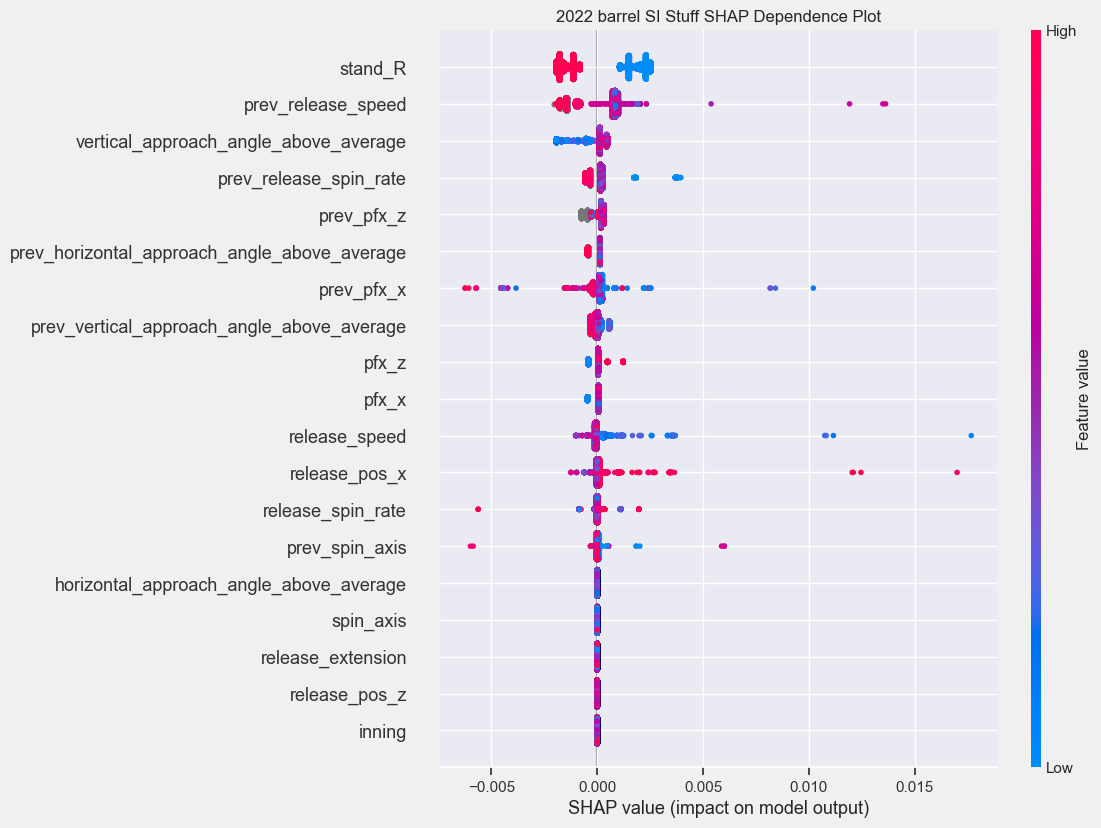 2022 barrel SI Stuff SHAP Dependence Plot
High
stand_R
prev_release_speed
vertical_approach_angle_above_average
prev_release_spin_rate
prev_pfx_z
prev_horizontal_approach_angle_above_average
prev_pfx_x
prev_vertical_approach_angle_above_average
pfx_z
pfx_x
release_speed
release_pos_x
release_spin_rate
prev_spin_axis
horizontal_approach_angle_above_average
spin_axis
release_extension
release_pos_z
inning
Feature value
Low
−0.005 0.000 0.005 0.010 0.015
SHAP value (impact on model output)